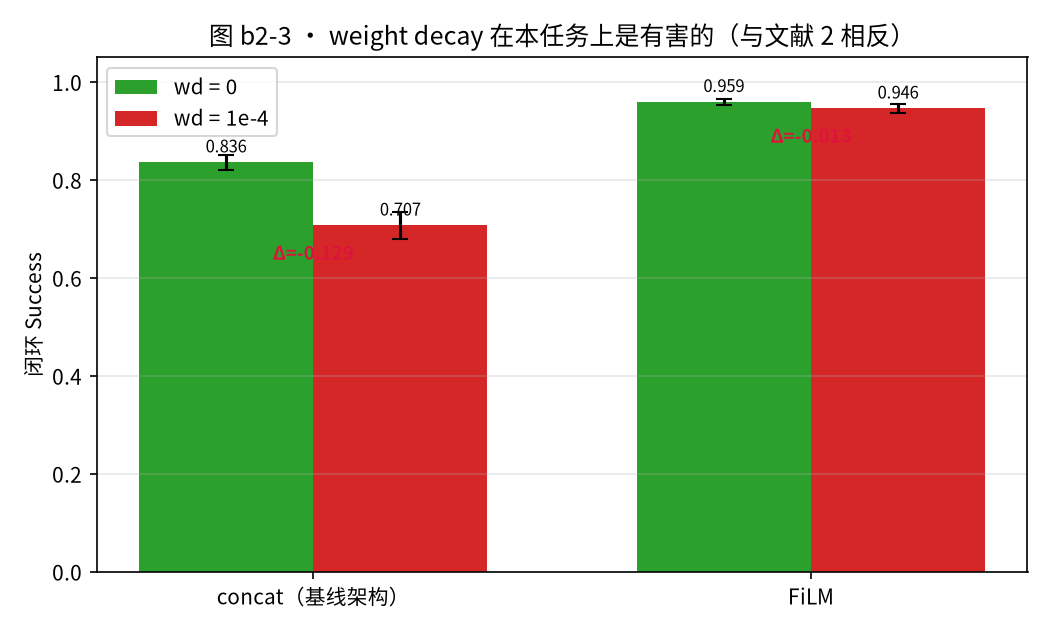 图 b2-3 · weight decay 在本任务上是有害的（与文献 2 相反）
wd = 0
wd = 1e-4
闭环 Success
1.0
0.8
0.6
0.4
0.2
0.0
0.836
0.707
Δ=-0.129
0.959
0.946
Δ=-0.013
concat（基线架构）
FiLM